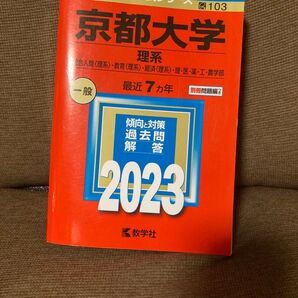 103
京都大学
理系
総合人間(理系)・教育(理系)・経済(理系)・理・医・薬・工・農学部
一般
最近7カ年
別冊問題編
傾向と対策
過去問
解答
2023
教学社